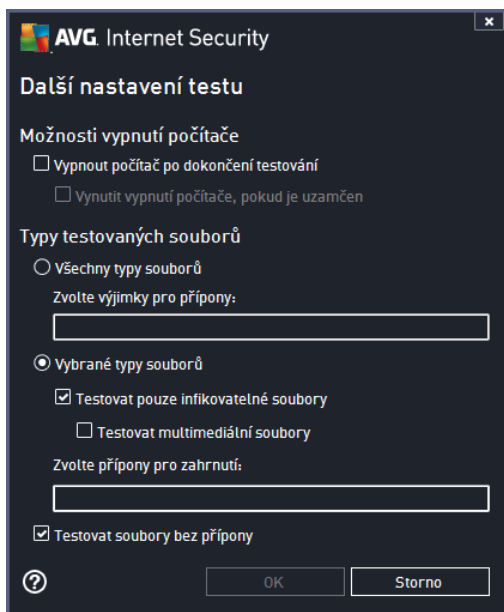 AVG. Internet Security
Další nastavení testu
Možnosti vypnutí počítače
Vypnout počítač po dokončení testování
Vynutit vypnutí počítače, pokud je uzamčen
Typy testovaných souborů
Všechny typy souborů
Zvolte výjimky pro přípony:
Vybrané typy souborů
Testovat pouze infikovatelné soubory
Testovat multimediální soubory
Zvolte přípony pro zahrnutí:
Testovat soubory bez přípony
?
OK
Storno